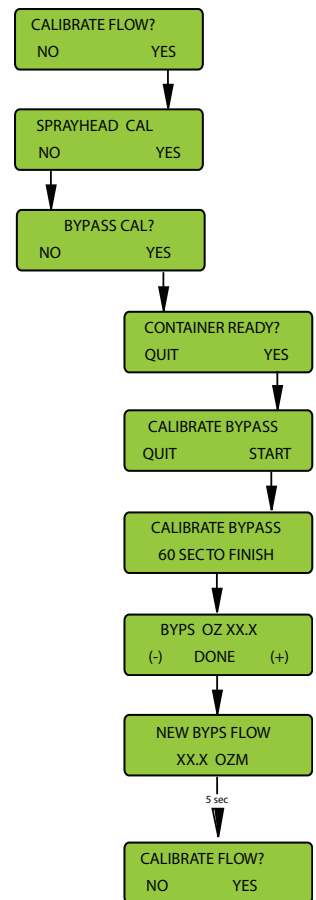 CALIBRATE FLOW?
NO YES
SPRAYHEAD CAL
NO YES
BYPASS CAL?
NO YES
CONTAINER READY?
QUIT YES
CALIBRATE BYPASS
QUIT START
CALIBRATE BYPASS
60 SEC TO FINISH
BYPS OZ XX.X
(-) DONE (+)
NEW BYPS FLOW
XX.X OZM
5 sec
CALIBRATE FLOW?
NO YES